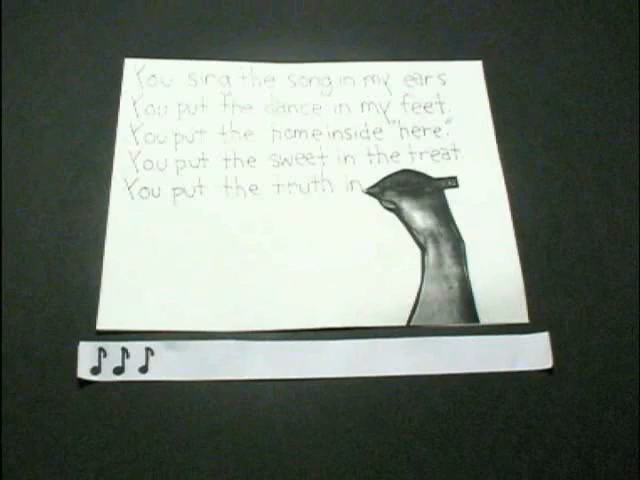 You sing the song in my ears
You put the dance in my feet.
You put the home inside "here."
You put the sweet in the treat
You put the truth in